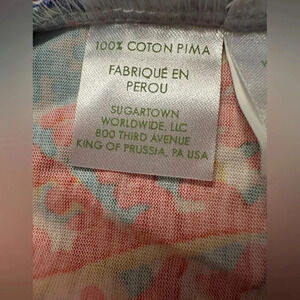 100% COTON PIMA
FABRIQUÉ EN
PEROU
SUGARTOWN
WORLDWIDE, LLC
800 THIRD AVENUE
KING OF PRUSSIA, PA USA